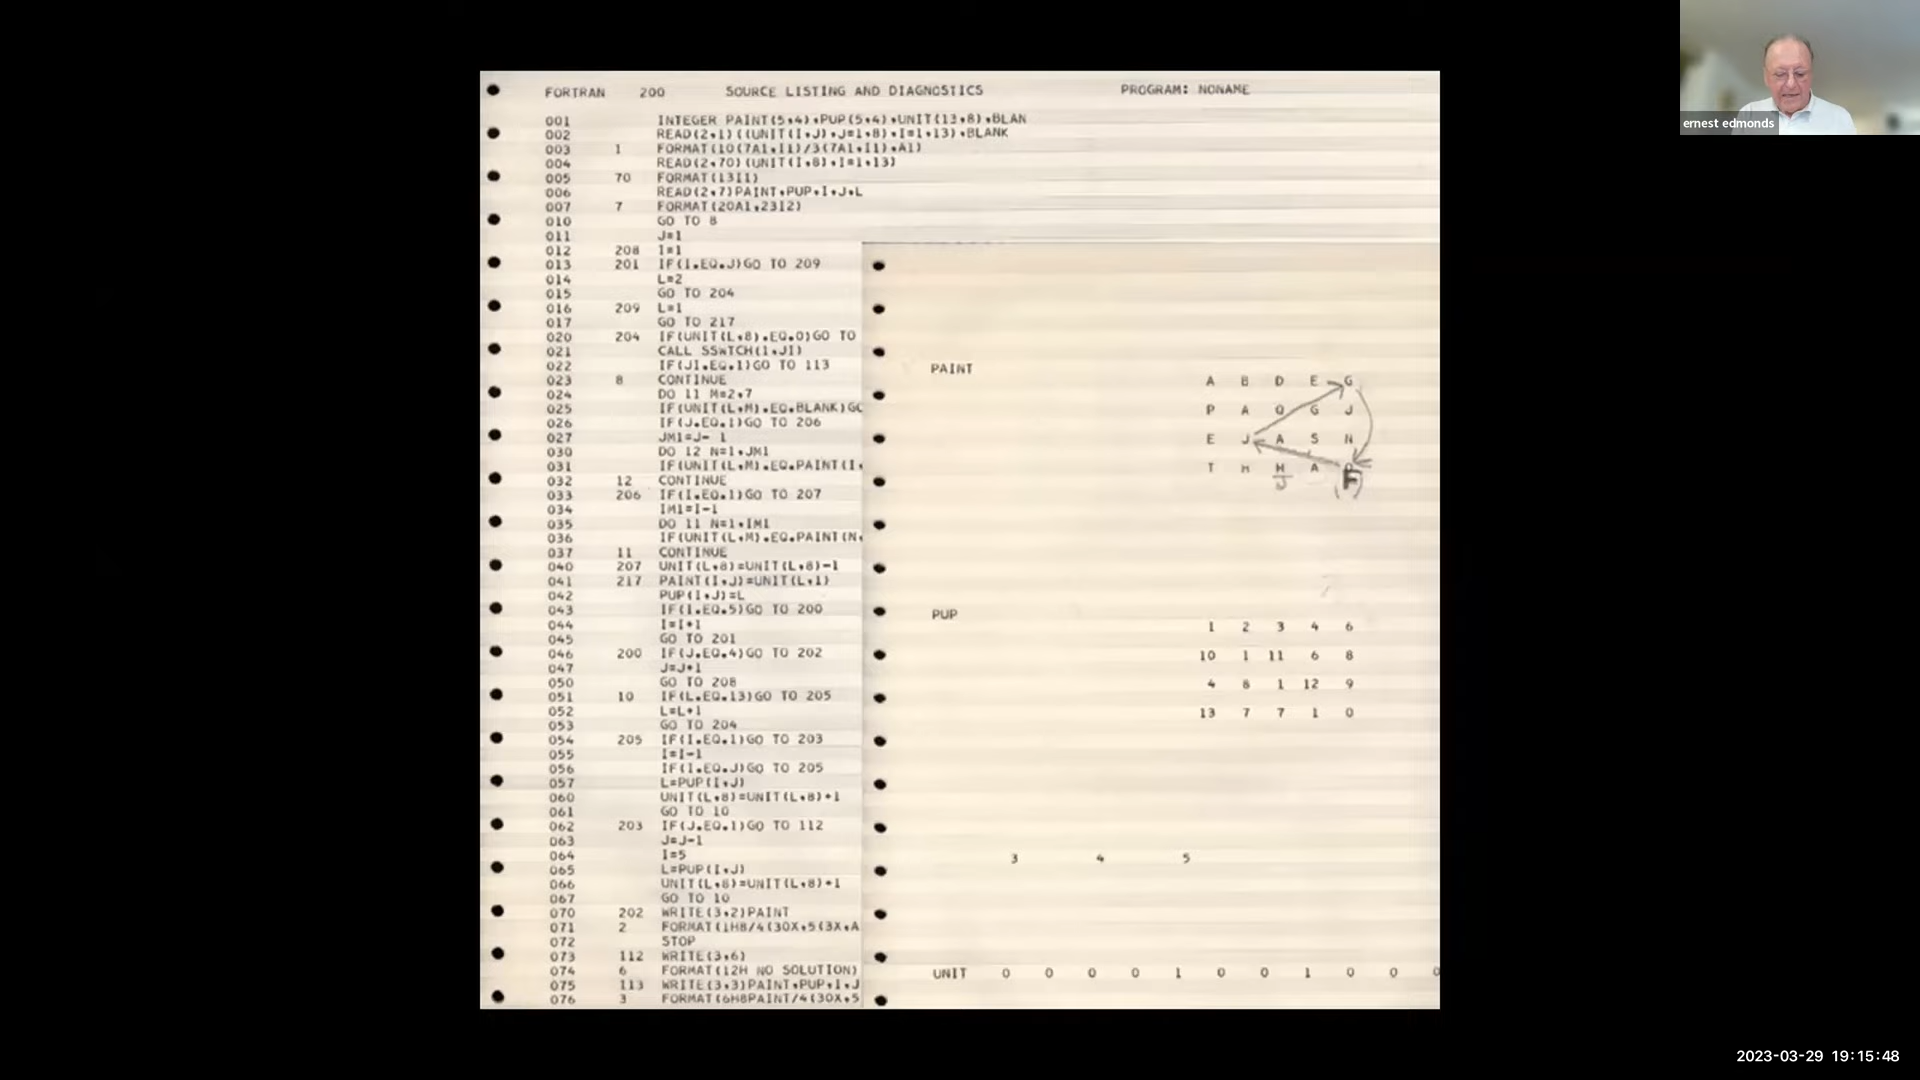 FORTRAN 200 SOURCE LISTING AND DIAGNOSTICS PROGRAM: NONAME
001 INTEGER PAINT(5,4),PUP(5,4),UNIT(13,8),BLAN
002 READ(2,1)((UNIT(I,J),J=1,8),I=1,13),BLANK
003 1 FORMAT(10(7A1,I1)/3(7A1,I1),A1)
004 READ(2,70)(UNIT(I,8),I=1,13)
005 70 FORMAT(13I1)
006 READ(2,7)PAINT,PUP,I,J,L
007 7 FORMAT(20A1,23I2)
010 GO TO 8
011 J=1
012 208 I=1
013 201 IF(I.EQ.J)GO TO 209
014 L=2
015 GO TO 204
016 209 L=1
017 GO TO 217
020 204 IF(UNIT(L,8).EQ.0)GO TO
021 CALL SSWTCH(1,JI)
022 IF(JI.EQ.1)GO TO 113
023 8 CONTINUE
024 DO 11 M=2,7
025 IF(UNIT(L,M).EQ.BLANK)GO
026 IF(J.EQ.1)GO TO 206
027 JM1=J- 1
030 DO 12 N=1,JM1
031 IF(UNIT(L,M).EQ.PAINT(I,
032 12 CONTINUE
033 206 IF(I.EQ.1)GO TO 207
034 IM1=I-1
035 DO 11 N=1,IM1
036 IF(UNIT(L,M).EQ.PAINT(N,
037 11 CONTINUE
040 207 UNIT(L,8)=UNIT(L,8)-1
041 217 PAINT(I,J)=UNIT(L,1)
042 PUP(I,J)=L
043 IF(I.EQ.5)GO TO 200
044 I=I+1
045 GO TO 201
046 200 IF(J.EQ.4)GO TO 202
047 J=J+1
050 GO TO 208
051 10 IF(L.EQ.13)GO TO 205
052 L=L+1
053 GO TO 204
054 205 IF(I.EQ.1)GO TO 203
055 I=I-1
056 IF(I.EQ.J)GO TO 205
057 L=PUP(I,J)
060 UNIT(L,8)=UNIT(L,8)+1
061 GO TO 10
062 203 IF(J.EQ.1)GO TO 112
063 J=J-1
064 I=5
065 L=PUP(I,J)
066 UNIT(L,8)=UNIT(L,8)+1
067 GO TO 10
070 202 WRITE(3,2)PAINT
071 2 FORMAT(1H8/4(30X,5(3X,A
072 STOP
073 112 WRITE(3,6)
074 6 FORMAT(12H NO SOLUTION)
075 113 WRITE(3,3)PAINT,PUP,I,J
076 3 FORMAT(6H8PAINT/4(30X,5
PAINT
A B D E G
P A Q G J
E J A S N
T H H A
J (F)
PUP
1 2 3 4 6
10 1 11 6 8
4 8 1 12 9
13 7 7 1 0
3 4 5
UNIT 0 0 0 0 1 0 0 1 0 0 0
ernest edmonds
2023-03-29 19:15:48